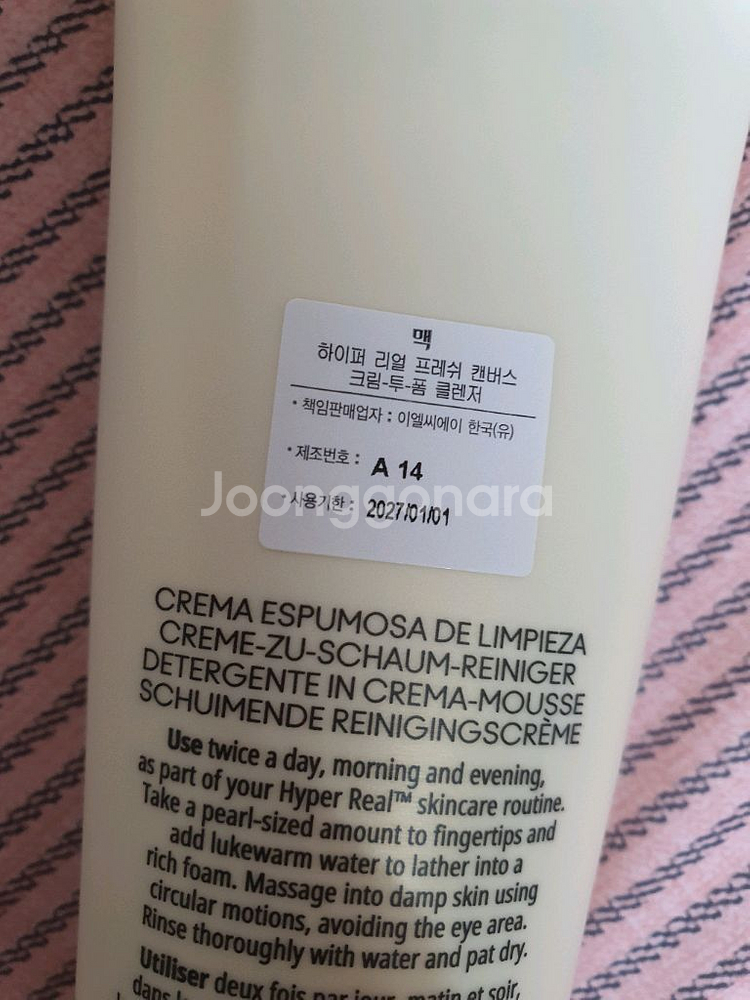 맥
하이퍼 리얼 프레쉬 캔버스
크림-투-폼 클렌저
• 책임판매업자 : 이엘씨에이 한국(유)
• 제조번호 : A 14
Joonggonara
• 사용기한 : 2027/01/01
CREMA ESPUMOSA DE LIMPIEZA
CREME-ZU-SCHAUM-REINIGER
DETERGENTE IN CREMA-MOUSSE
SCHUIMENDE REINIGINGSCRÈME
Use twice a day, morning and evening,
as part of your Hyper Real™ skincare routine.
Take a pearl-sized amount to fingertips and
add lukewarm water to lather into a
rich foam. Massage into damp skin using
circular motions, avoiding the eye area.
Rinse thoroughly with water and pat dry.
Utiliser deux fois par jour, matin et soir,
dans